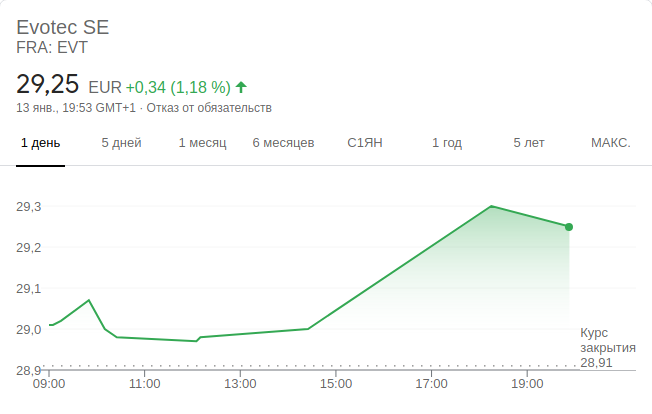 Evotec SE
FRA: EVT
29,25 EUR +0,34 (1,18 %)
13 янв., 19:53 GMT+1 · Отказ от обязательств
1 день 5 дней 1 месяц 6 месяцев С1ЯН 1 год 5 лет МАКС.
29,3
29,2
29,1
29,0
28,9
Курс
закрытия
28,91
09:00 11:00 13:00 15:00 17:00 19:00